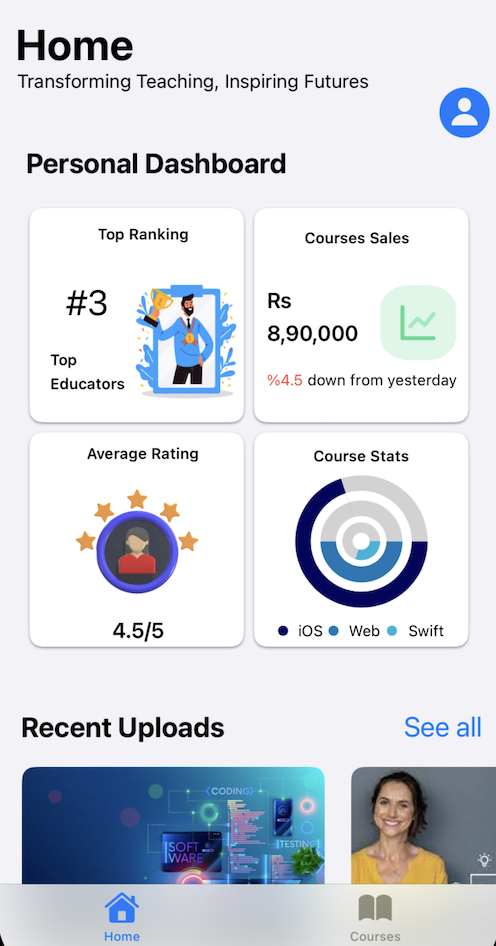 Home
Transforming Teaching, Inspiring Futures
Personal Dashboard
Top Ranking
#3
Top
Educators
Courses Sales
Rs
8,90,000
%4.5 down from yesterday
Average Rating
4.5/5
Course Stats
iOS Web Swift
Recent Uploads See all
〈CODING〉
SOFT
WARE
TESTING
Home Courses